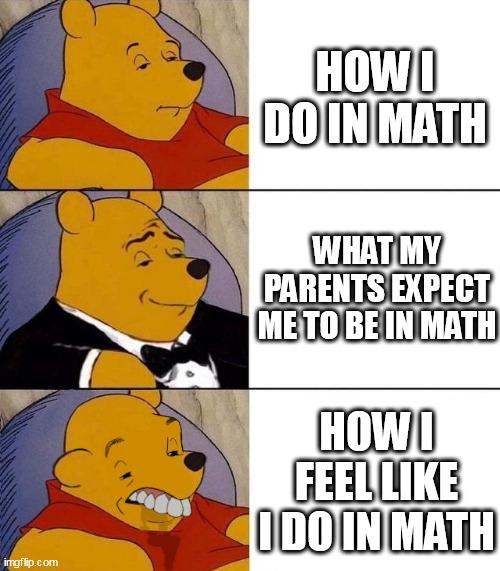 HOW I
DO IN MATH
WHAT MY
PARENTS EXPECT
ME TO BE IN MATH
HOW I
FEEL LIKE
I DO IN MATH
imgflip.com